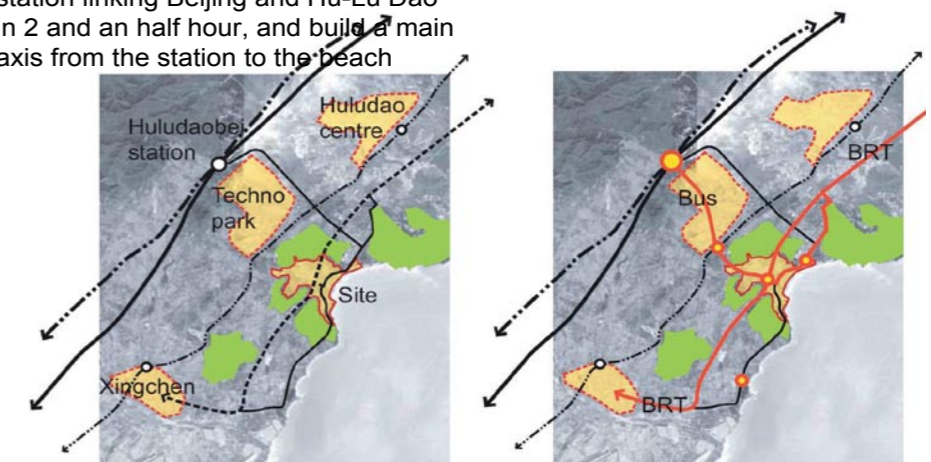 station linking Beijing and Hu-Lu Dao
n 2 and an half hour, and build a main
axis from the station to the beach
Huludaobei
station
Huludao
centre
Techno
park
Site
Xingchen
BRT
Bus
BRT